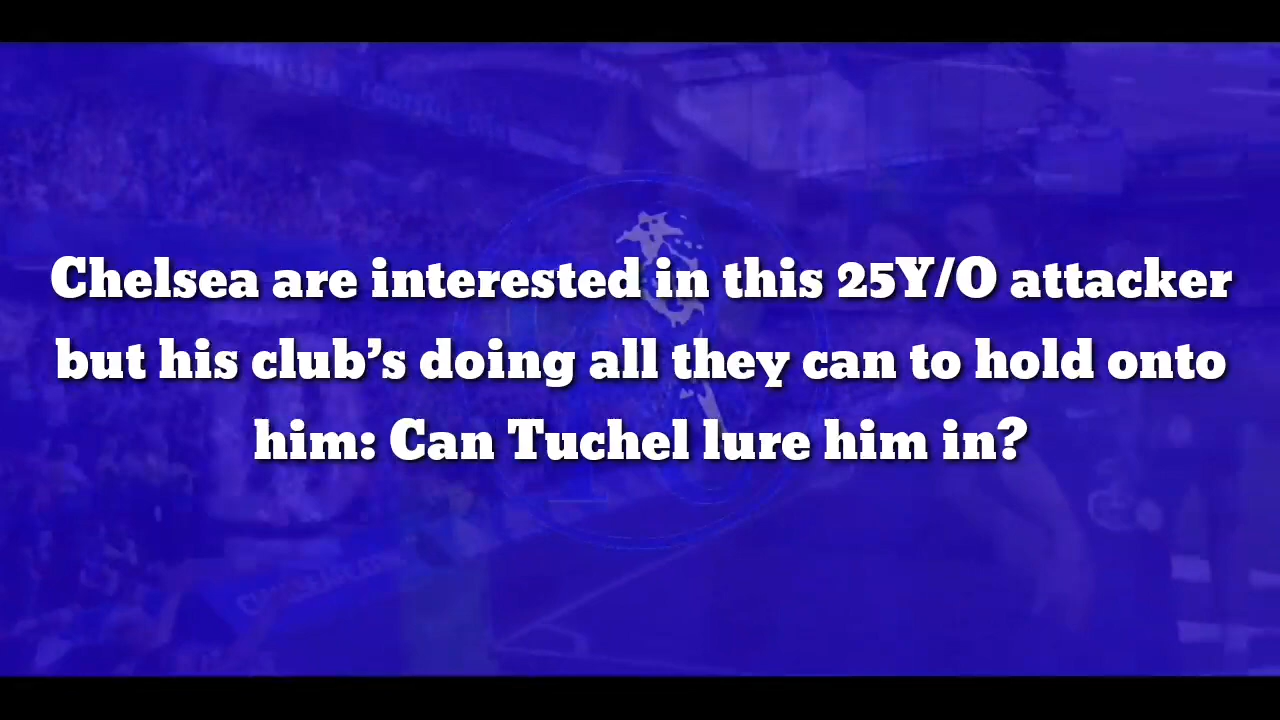 Chelsea are interested in this 25Y/O attacker
but his club’s doing all they can to hold onto
him: Can Tuchel lure him in?